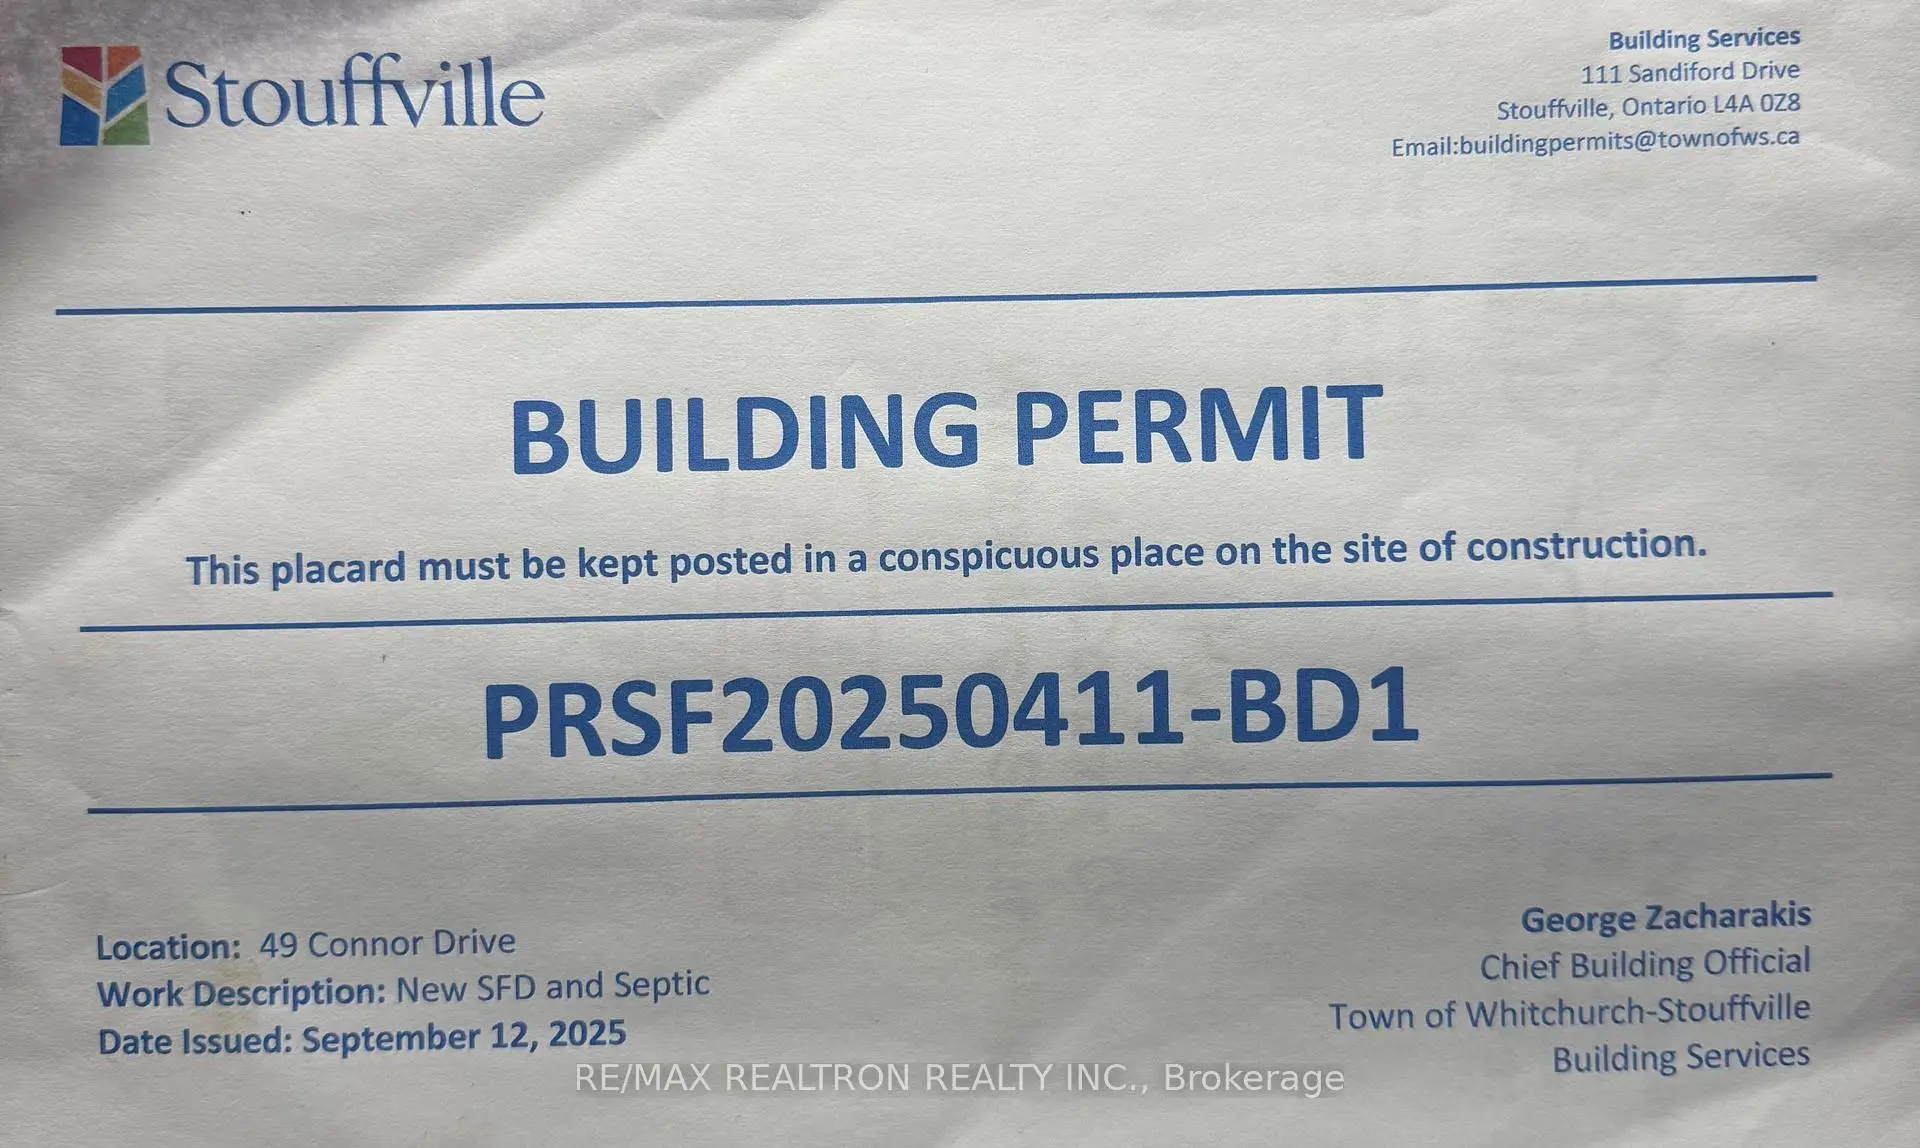 Stouffville
Building Services
111 Sandiford Drive
Stouffville, Ontario L4A 0Z8
Email:buildingpermits@townofws.ca
BUILDING PERMIT
This placard must be kept posted in a conspicuous place on the site of construction.
PRSF20250411-BD1
Location: 49 Connor Drive
Work Description: New SFD and Septic
Date Issued: September 12, 2025
George Zacharakis
Chief Building Official
Town of Whitchurch-Stouffville
Building Services
RE/MAX REALTRON REALTY INC., Brokerage